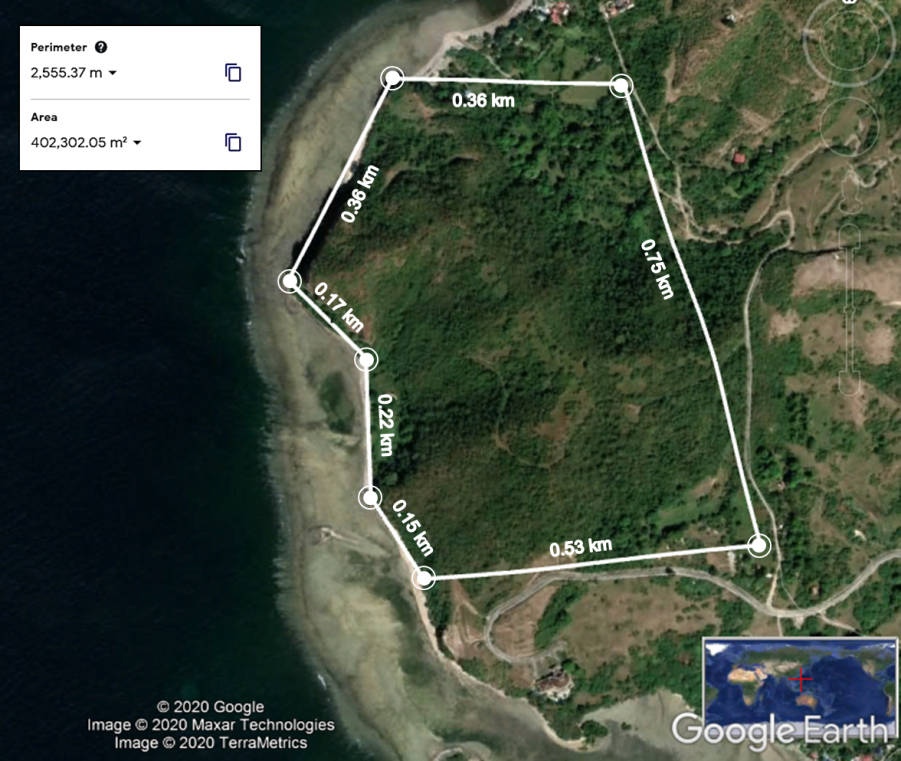 Perimeter ?
2,555.37 m
Area
402,302.05 m²
0.36 km
0.36 km
0.75 km
0.17 km
0.22 km
0.15 km
0.53 km
© 2020 Google
Image © 2020 Maxar Technologies
Image © 2020 TerraMetrics
Google Earth